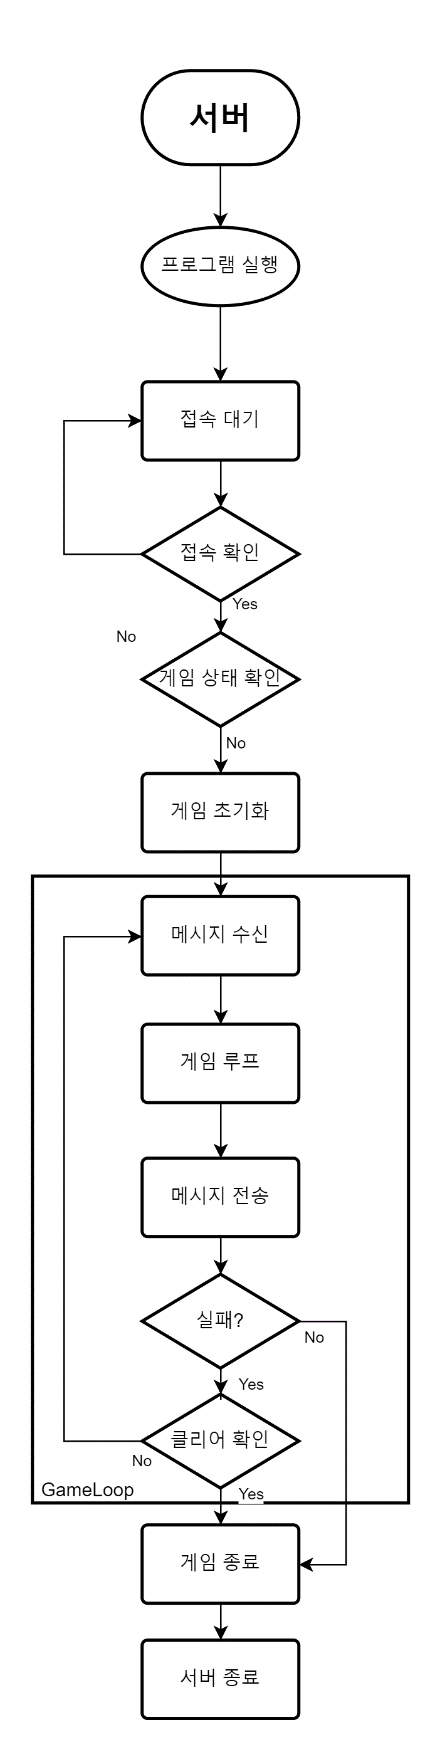 서버
프로그램 실행
접속 대기
접속 확인
Yes
No
게임 상태 확인
No
게임 초기화
메시지 수신
게임 루프
메시지 전송
실패?
No
Yes
클리어 확인
No
GameLoop
Yes
게임 종료
서버 종료